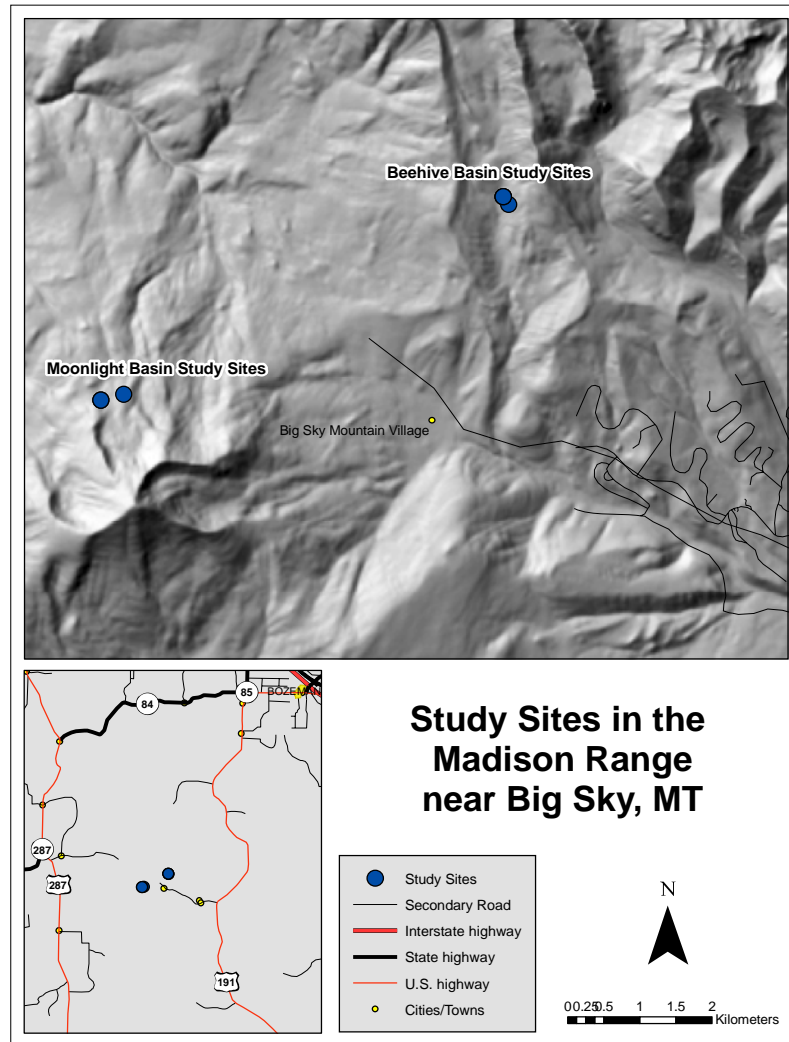 Beehive Basin Study Sites
Moonlight Basin Study Sites
Big Sky Mountain Village
84
85
BOZEMAN
287
287
191
Study Sites in the
Madison Range
near Big Sky, MT
Study Sites
Secondary Road
Interstate highway
State highway
U.S. highway
Cities/Towns
N
0 0.25 0.5 1 1.5 2
Kilometers